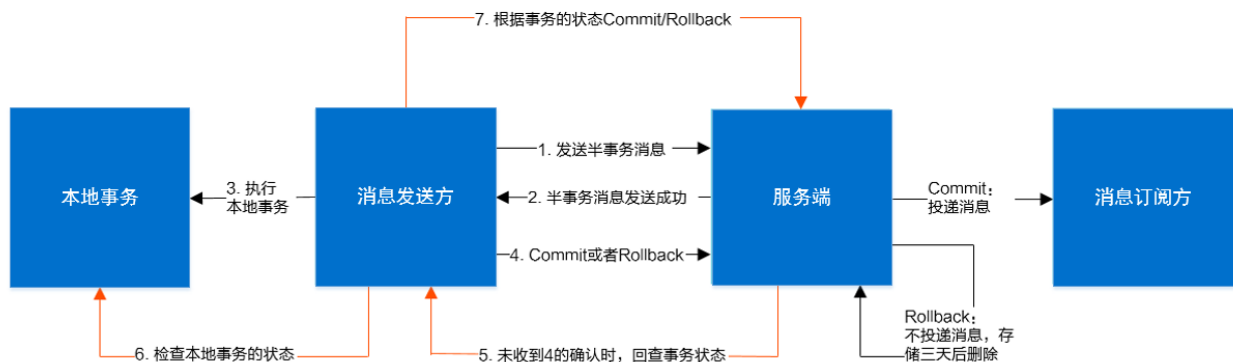 7. 根据事务的状态Commit/Rollback
本地事务
3. 执行
本地事务
消息发送方
1. 发送半事务消息
2. 半事务消息发送成功
4. Commit或者Rollback
服务端
Commit：
投递消息
消息订阅方
Rollback：
不投递消息，存
储三天后删除
6. 检查本地事务的状态
5. 未收到4的确认时，回查事务状态